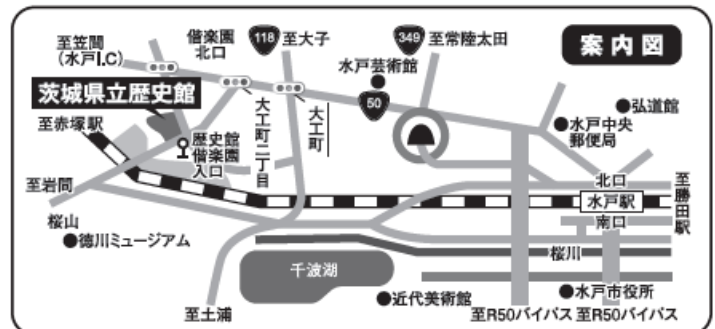 案内図
至笠間
(水戸I.C)
偕楽園
北口
118
至大子
349
至常陸太田
水戸芸術館
50
茨城県立歴史館
至赤塚駅
歴史館
偕楽園
入口
大工町二丁目
大工町
弘道館
水戸中央
郵便局
至岩間
北口
水戸駅
南口
至勝田駅
桜山
徳川ミュージアム
桜川
千波湖
至土浦
近代美術館
水戸市役所
至R50バイパス
至R50バイパス